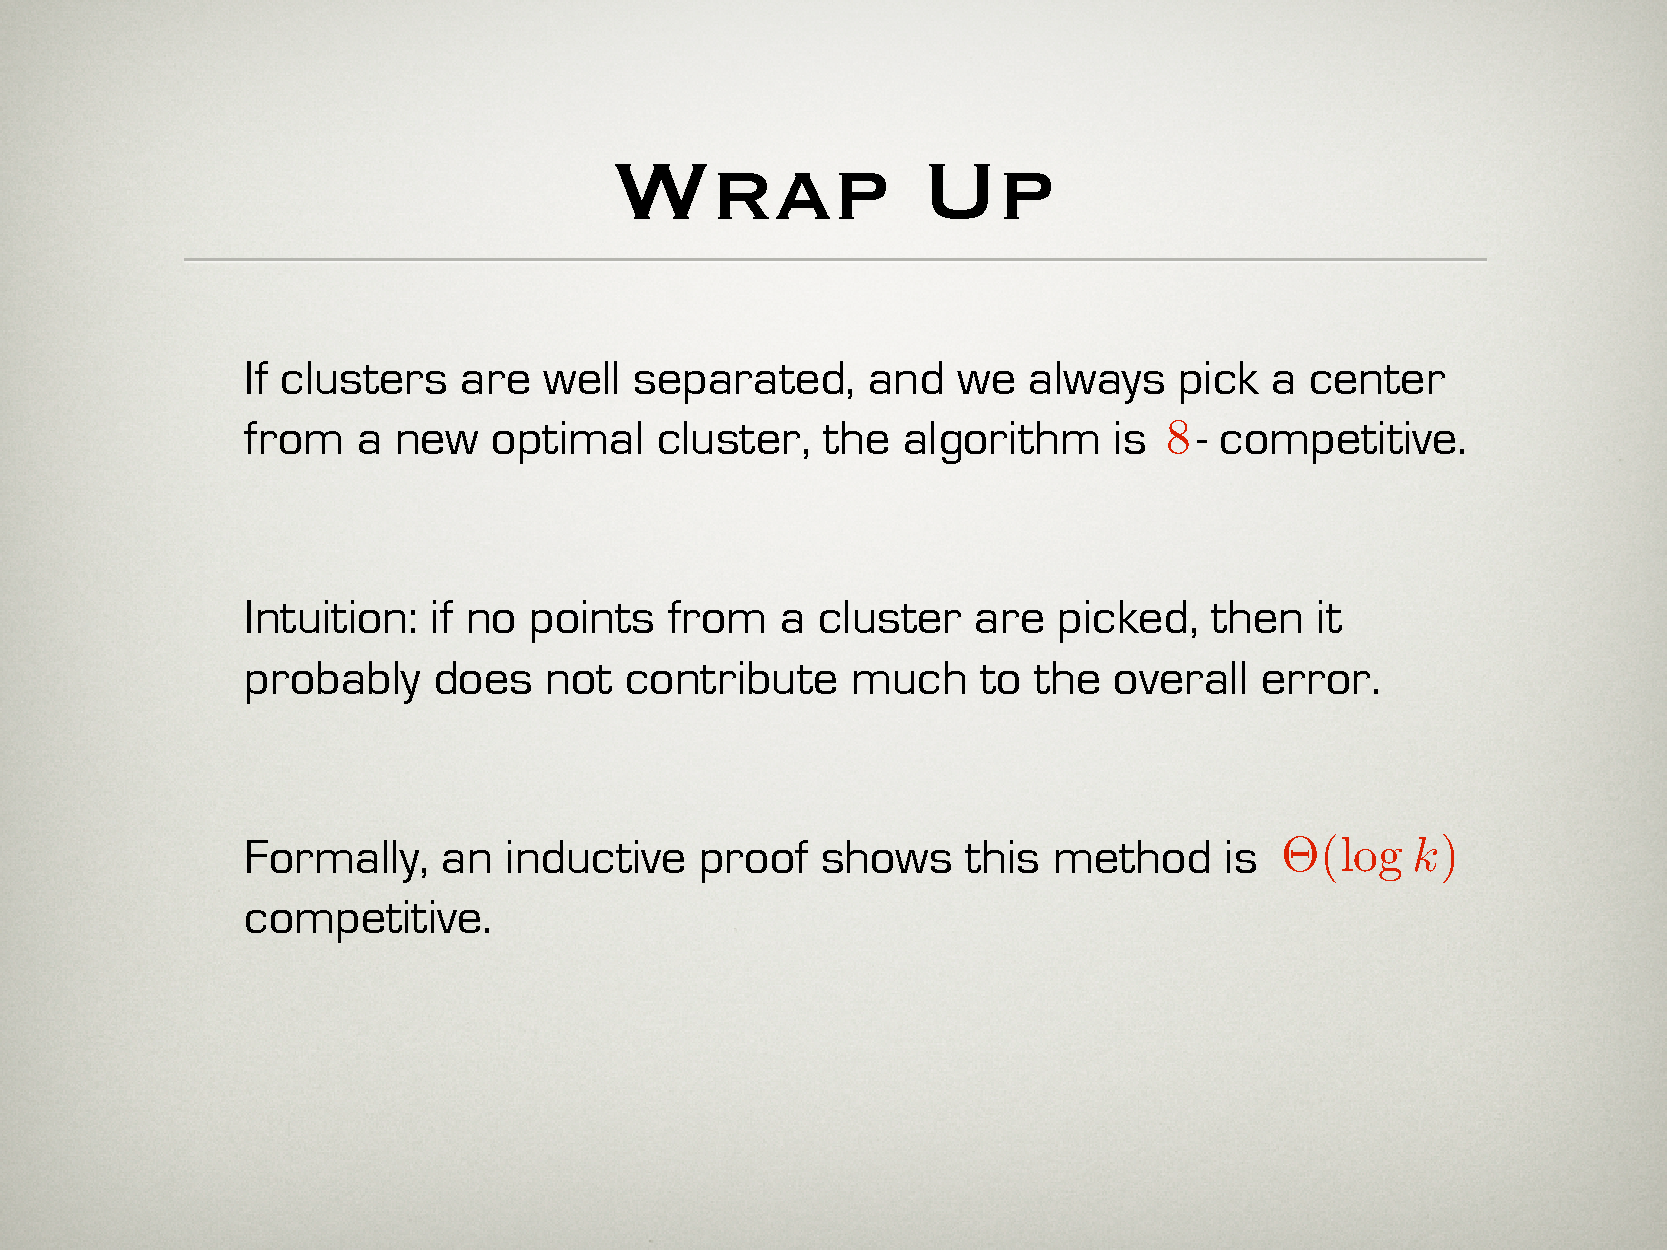 Wrap Up
If clusters are well separated, and we always pick a center
from a new optimal cluster, the algorithm is 8- competitive.
Intuition: if no points from a cluster are picked, then it
probably does not contribute much to the overall error.
Formally, an inductive proof shows this method is Θ(log k)
competitive.